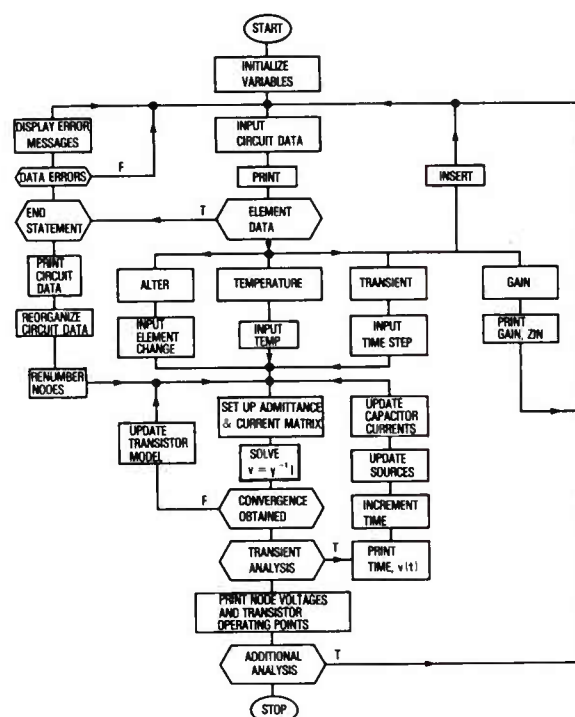 START
INITIALIZE
VARIABLES
DISPLAY ERROR
MESSAGES
INPUT
CIRCUIT DATA
F
DATA ERRORS
PRINT
INSERT
END
STATEMENT
T
ELEMENT
DATA
PRINT
CIRCUIT
DATA
ALTER
TEMPERATURE
TRANSIENT
GAIN
REORGANIZE
CIRCUIT DATA
INPUT
ELEMENT
CHANGE
INPUT
TEMP
INPUT
TIME STEP
PRINT
GAIN, ZIN
RENUMBER
NODES
SET UP ADMITTANCE
& CURRENT MATRIX
UPDATE
CAPACITOR
CURRENTS
UPDATE
TRANSISTOR
MODEL
SOLVE
v = y⁻¹ I
UPDATE
SOURCES
F
CONVERGENCE
OBTAINED
INCREMENT
TIME
TRANSIENT
ANALYSIS
T
PRINT
TIME, v(t)
PRINT NODE VOLTAGES
AND TRANSISTOR
OPERATING POINTS
ADDITIONAL
ANALYSIS
T
STOP